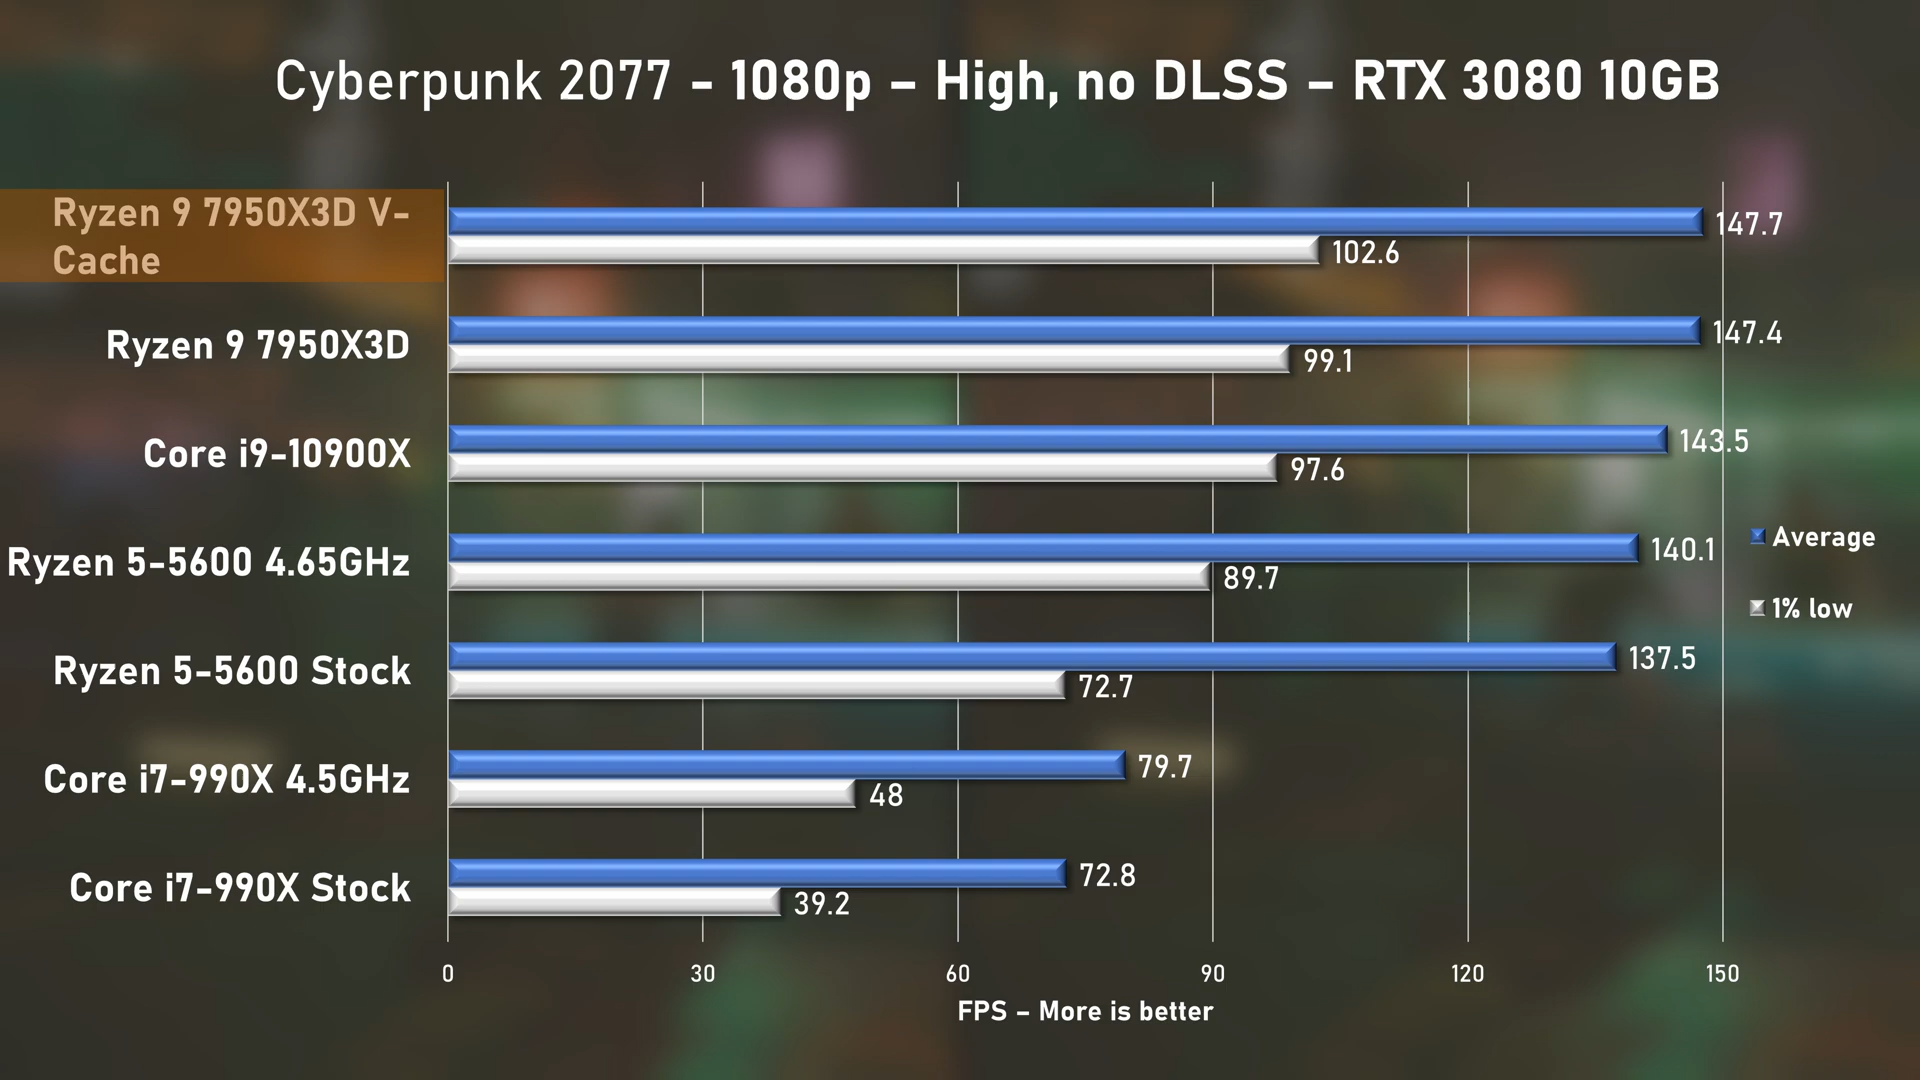 Cyberpunk 2077 - 1080p – High, no DLSS – RTX 3080 10GB
Ryzen 9 7950X3D V-
Cache
147.7
102.6
Ryzen 9 7950X3D
147.4
99.1
Core i9-10900X
143.5
97.6
Ryzen 5-5600 4.65GHz
140.1
89.7
Ryzen 5-5600 Stock
137.5
72.7
Core i7-990X 4.5GHz
79.7
48
Core i7-990X Stock
72.8
39.2
Average
1% low
0 30 60 90 120 150
FPS – More is better